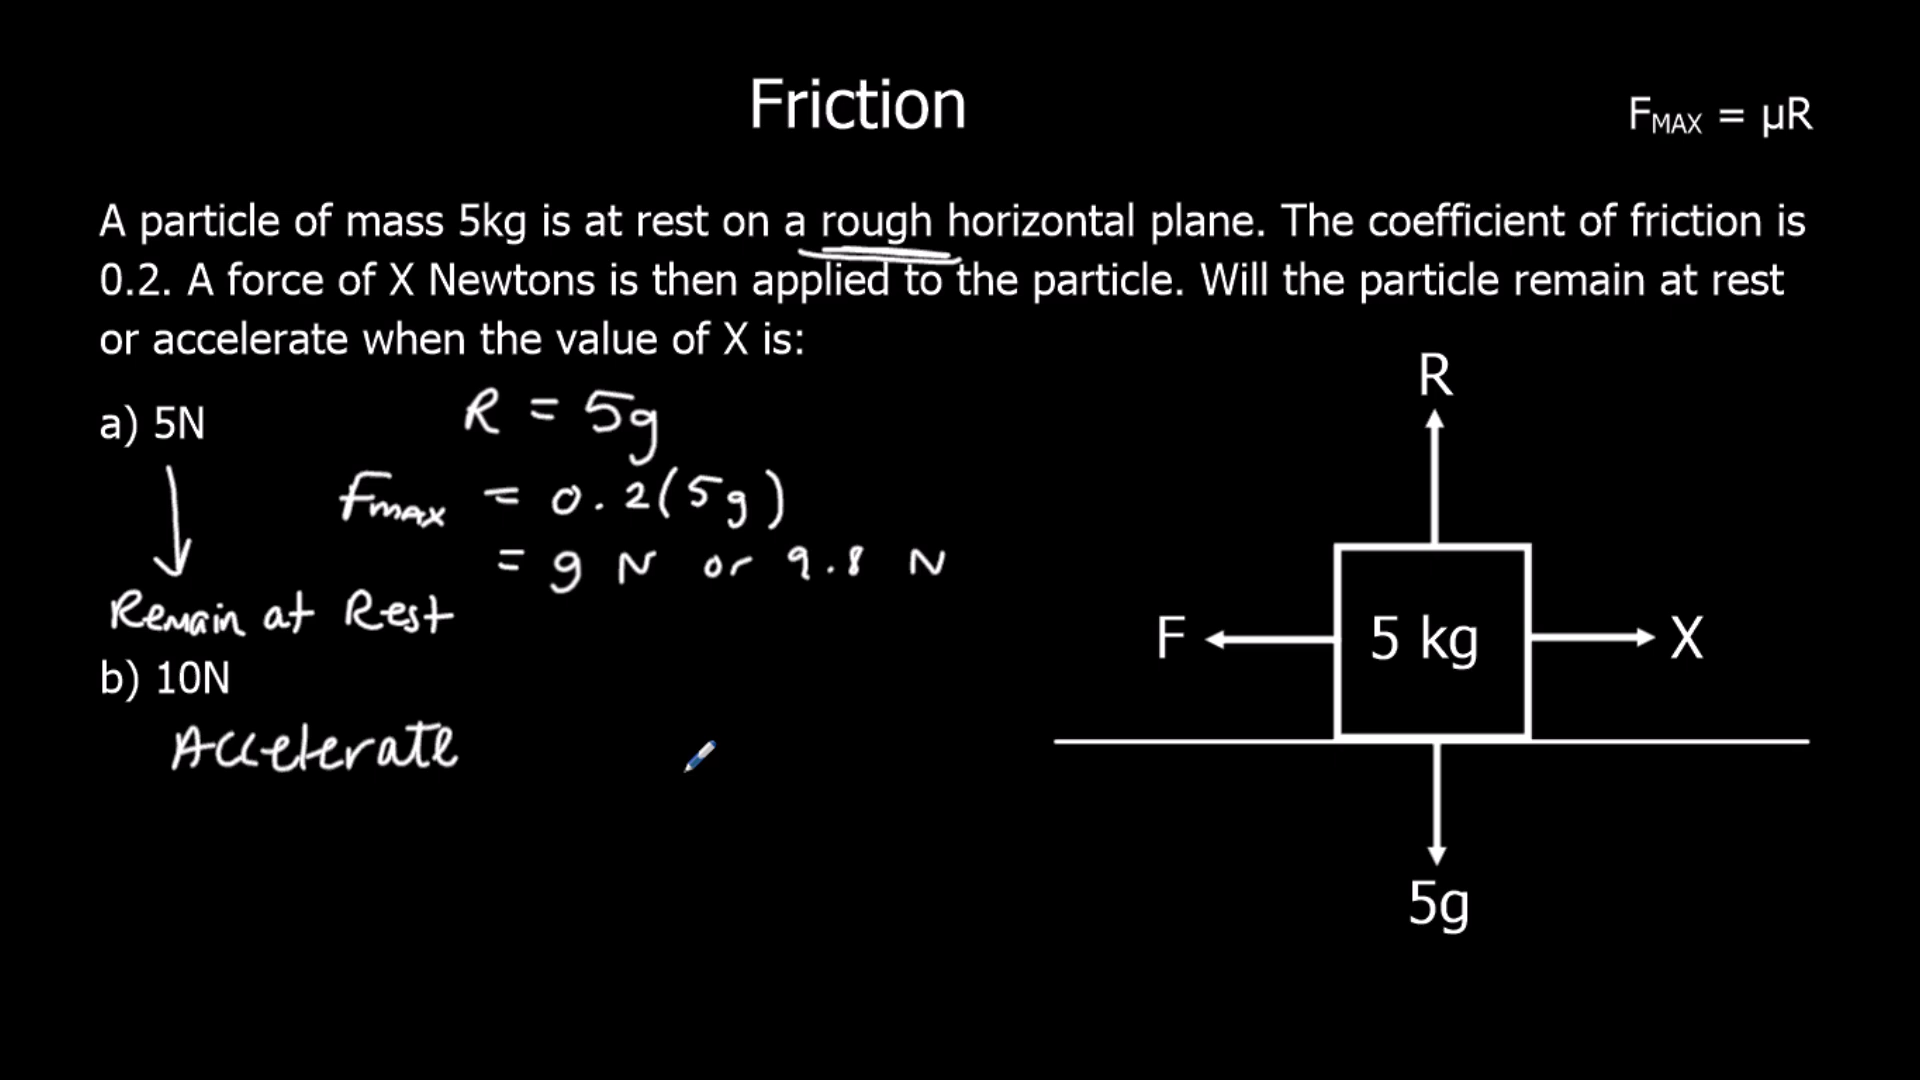 Friction
FMAX = μR
A particle of mass 5kg is at rest on a rough horizontal plane. The coefficient of friction is
0.2. A force of X Newtons is then applied to the particle. Will the particle remain at rest
or accelerate when the value of X is:
a) 5N
R = 5g
Fmax = 0.2(5g)
= g N or 9.8 N
Remain at Rest
b) 10N
Accelerate
R
F
5 kg
X
5g